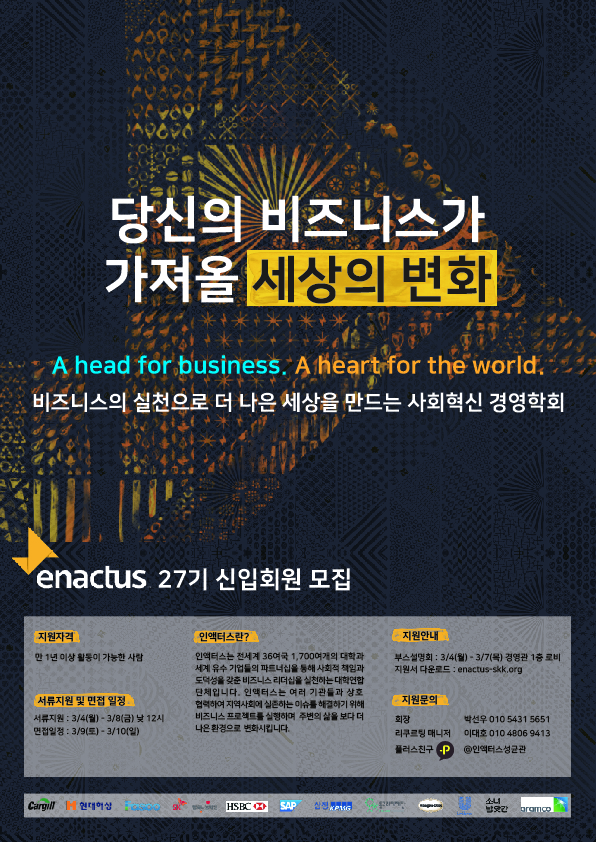 당신의 비즈니스가
가져올 세상의 변화
A head for business. A heart for the world.
비즈니스의 실천으로 더 나은 세상을 만드는 사회혁신 경영학회
enactus 27기 신입회원 모집
지원자격
만 1년 이상 활동이 가능한 사람
서류지원 및 면접 일정
서류지원 : 3/4(월) - 3/8(금) 낮 12시
면접일정 : 3/9(토) - 3/10(일)
인액터스란?
인액터스는 전세계 36여국 1,700여개의 대학과
세계 유수 기업들의 파트너십을 통해 사회적 책임과
도덕성을 갖춘 비즈니스 리더십을 실천하는 대학연합
단체입니다. 인액터스는 여러 기관들과 상호
협력하여 지역사회에 실존하는 이슈를 해결하기 위해
비즈니스 프로젝트를 실행하며 주변의 삶을 보다 더
나은 환경으로 변화시킵니다.
지원안내
부스설명회 : 3/4(월) - 3/7(목) 경영관 1층 로비
지원서 다운로드 : enactus-skk.org
지원문의
회장 박선우 010 5431 5651
리쿠르팅 매니저 이대호 010 4806 9413
플러스친구 P @인액터스성균관
Cargill 현대해상 SK HSBC SAP 삼정 KPMG Unilever 소녀방앗간 aramco